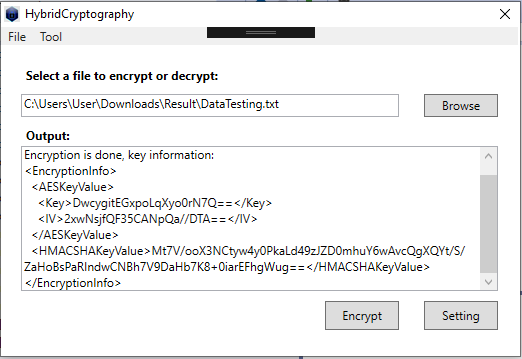 HybridCryptography
File Tool
Select a file to encrypt or decrypt:
C:\Users\User\Downloads\Result\DataTesting.txt
Browse
Output:
Encryption is done, key information:
<EncryptionInfo>
<AESKeyValue>
<Key>DwcygitEGxpoLqXyo0rN7Q==</Key>
<IV>2xwNsjfQF35CANpQa//DTA==</IV>
</AESKeyValue>
<HMACSHAKeyValue>Mt7V/ooX3NCtyw4y0PkaLd49zJZD0mhuY6wAvcQgXQYt/S/
ZaHoBsPaRIndwCNBh7V9DaHb7K8+0iarEFhgWug==</HMACSHAKeyValue>
</EncryptionInfo>
Encrypt
Setting